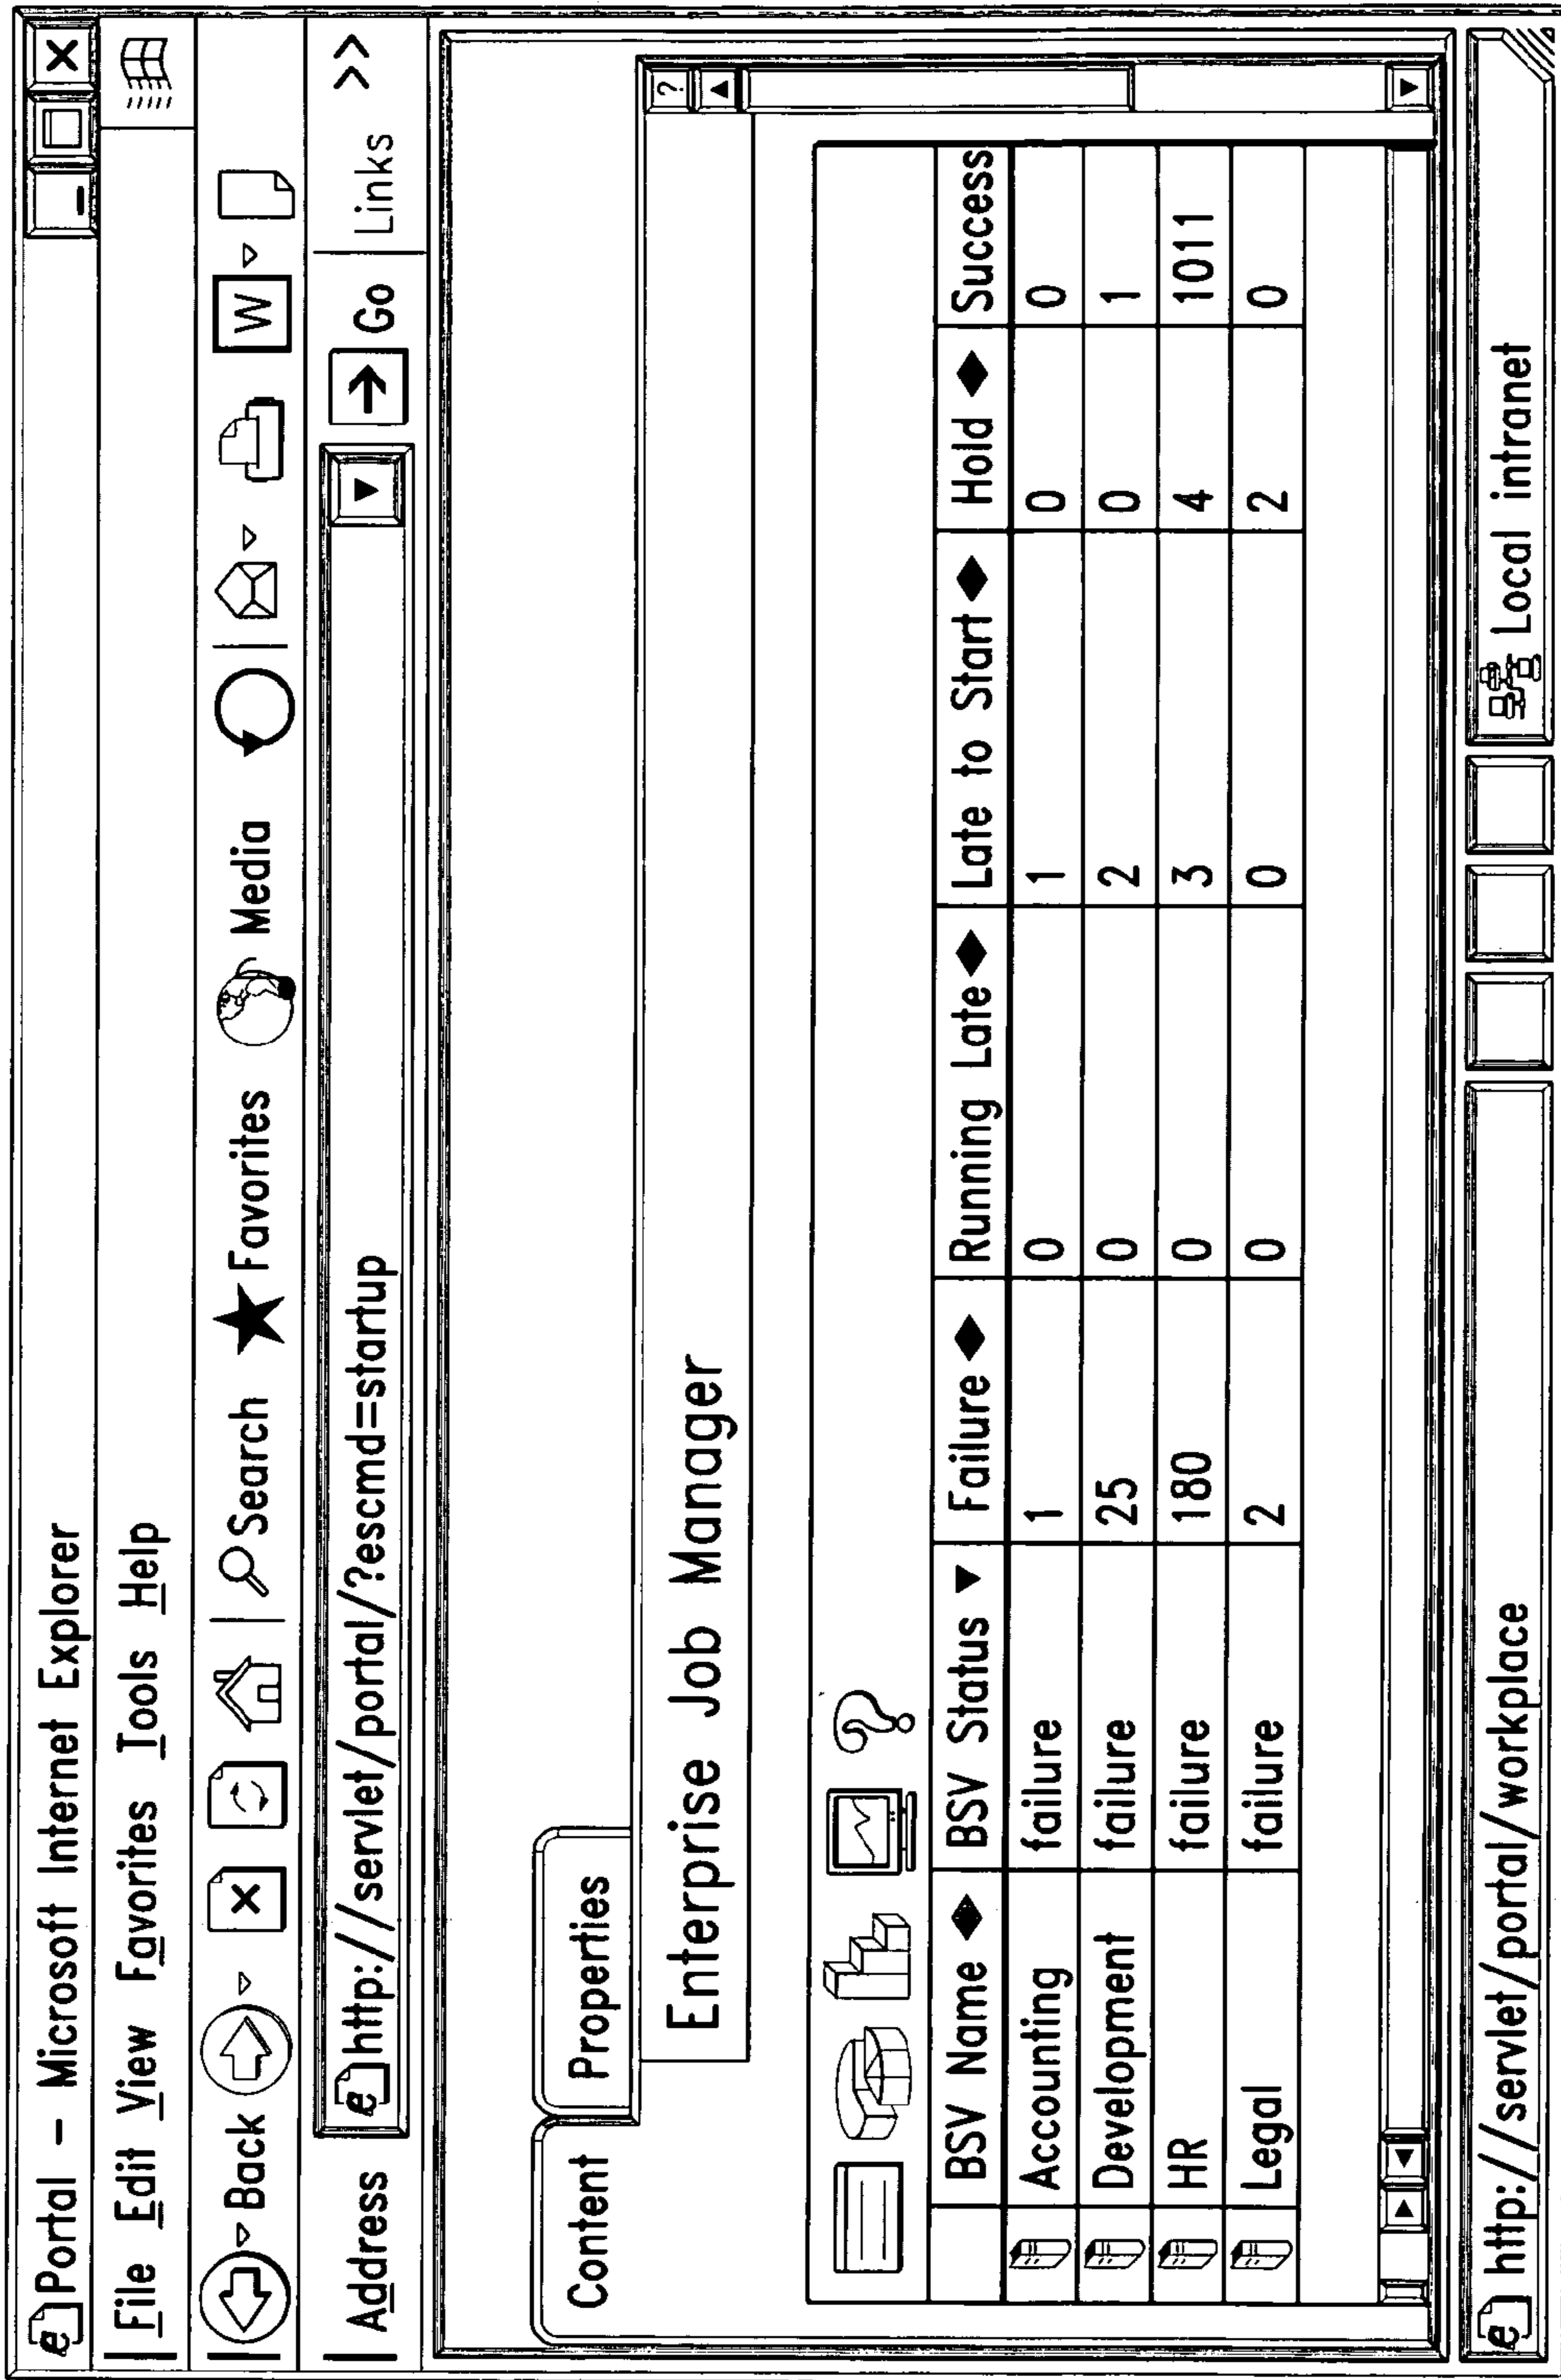 Portal – Microsoft Internet Explorer
File Edit View Favorites Tools Help
Back Search Favorites Media W
Address http://servlet/portal/?escmd=startup Go Links >>
Content Properties
Enterprise Job Manager ?
BSV Name BSV Status Failure Running Late Late to Start Hold Success
Accounting failure 1 0 1 0 0
Development failure 25 0 2 0 1
HR failure 180 0 3 4 1011
Legal failure 2 0 0 2 0
http://servlet/portal/workplace Local intranet